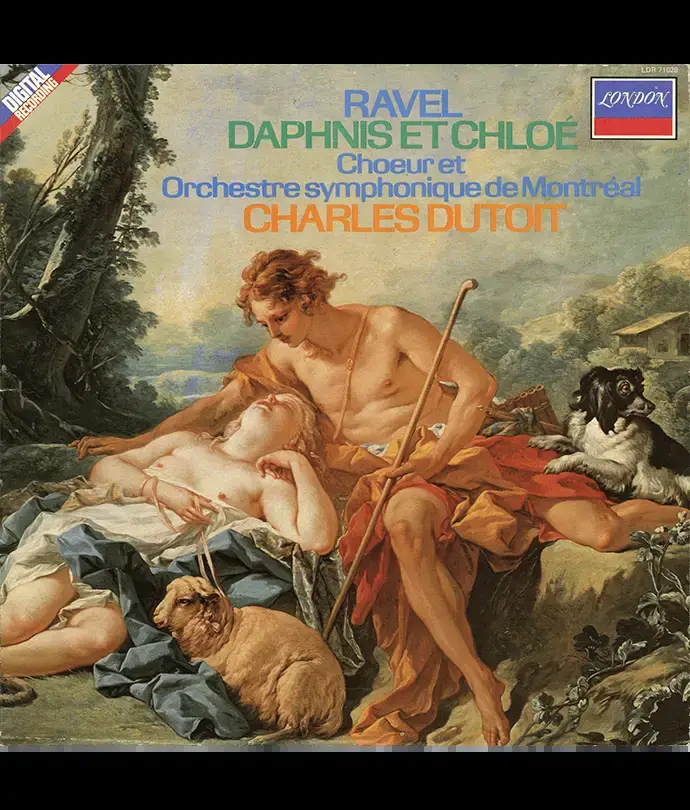 DIGITAL
RECORDING
LDR 71028
LONDON
RAVEL
DAPHNIS ET CHLOÉ
Choeur et
Orchestre symphonique de Montréal
CHARLES DUTOIT